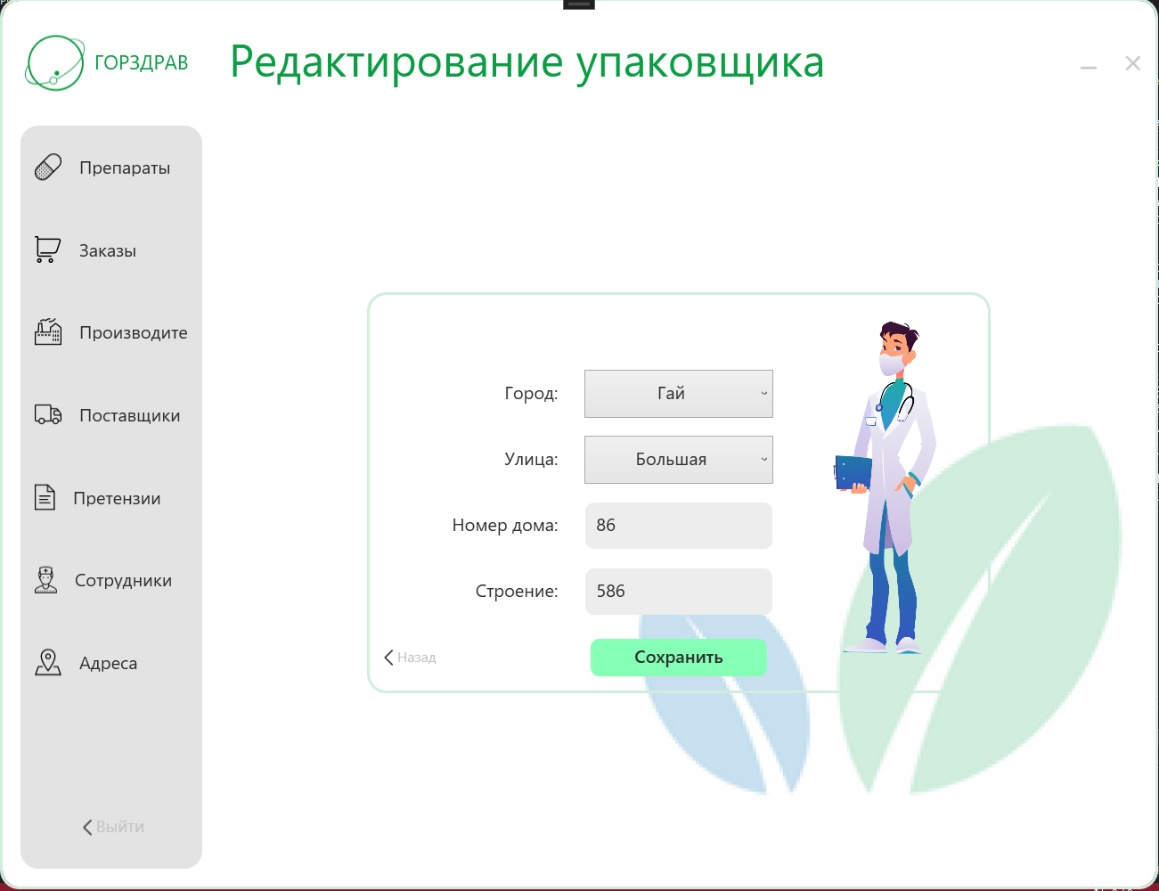 ГОРЗДРАВ
Редактирование упаковщика
Препараты
Заказы
Производите
Поставщики
Претензии
Сотрудники
Адреса
Выйти
Город: Гай
Улица: Большая
Номер дома: 86
Строение: 586
Назад
Сохранить